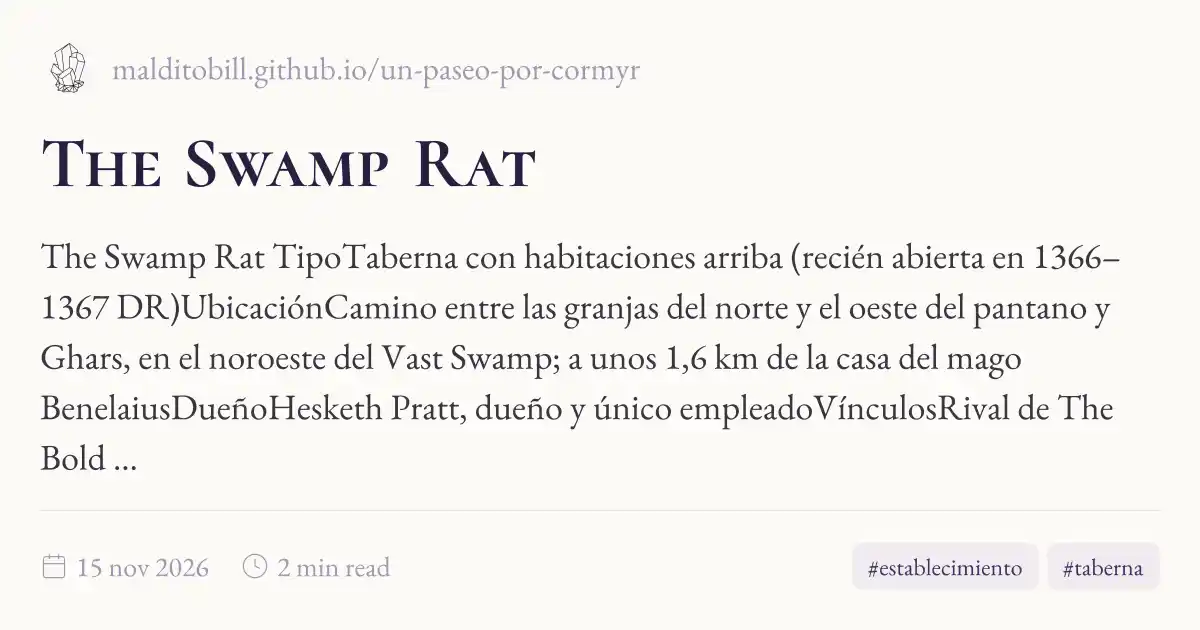 malditobill.github.io/un-paseo-por-cormyr
The Swamp Rat
The Swamp Rat TipoTaberna con habitaciones arriba (recién abierta en 1366–
1367 DR)UbicaciónCamino entre las granjas del norte y el oeste del pantano y
Ghars, en el noroeste del Vast Swamp; a unos 1,6 km de la casa del mago
BenelaiusDueñoHesketh Pratt, dueño y único empleadoVínculosRival de The
Bold ...
15 nov 2026
2 min read
#establecimiento
#taberna